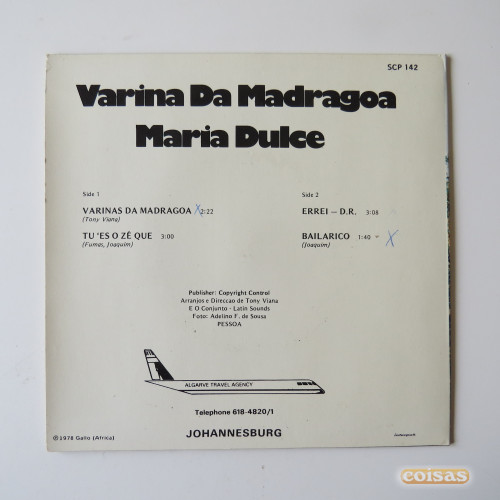 SCP 142
Varina Da Madragoa
Maria Dulce
Side 1
VARINAS DA MADRAGOA X 2:22
(Tony Viana)
TU 'ES O ZÊ QUE 3:00
(Fumas, Joaquim)
Side 2
ERREI – D.R. 3:08
BAILARICO 1:40 X
(Joaquim)
Publisher: Copyright Control
Arranjos e Direccao de Tony Viana
E O Conjunto - Latin Sounds
Foto: Adelino F. de Sousa
PESSOA
ALGARVE TRAVEL AGENCY
Telephone 618-4820/1
JOHANNESBURG
℗ 1978 Gallo (Africa)
coisas